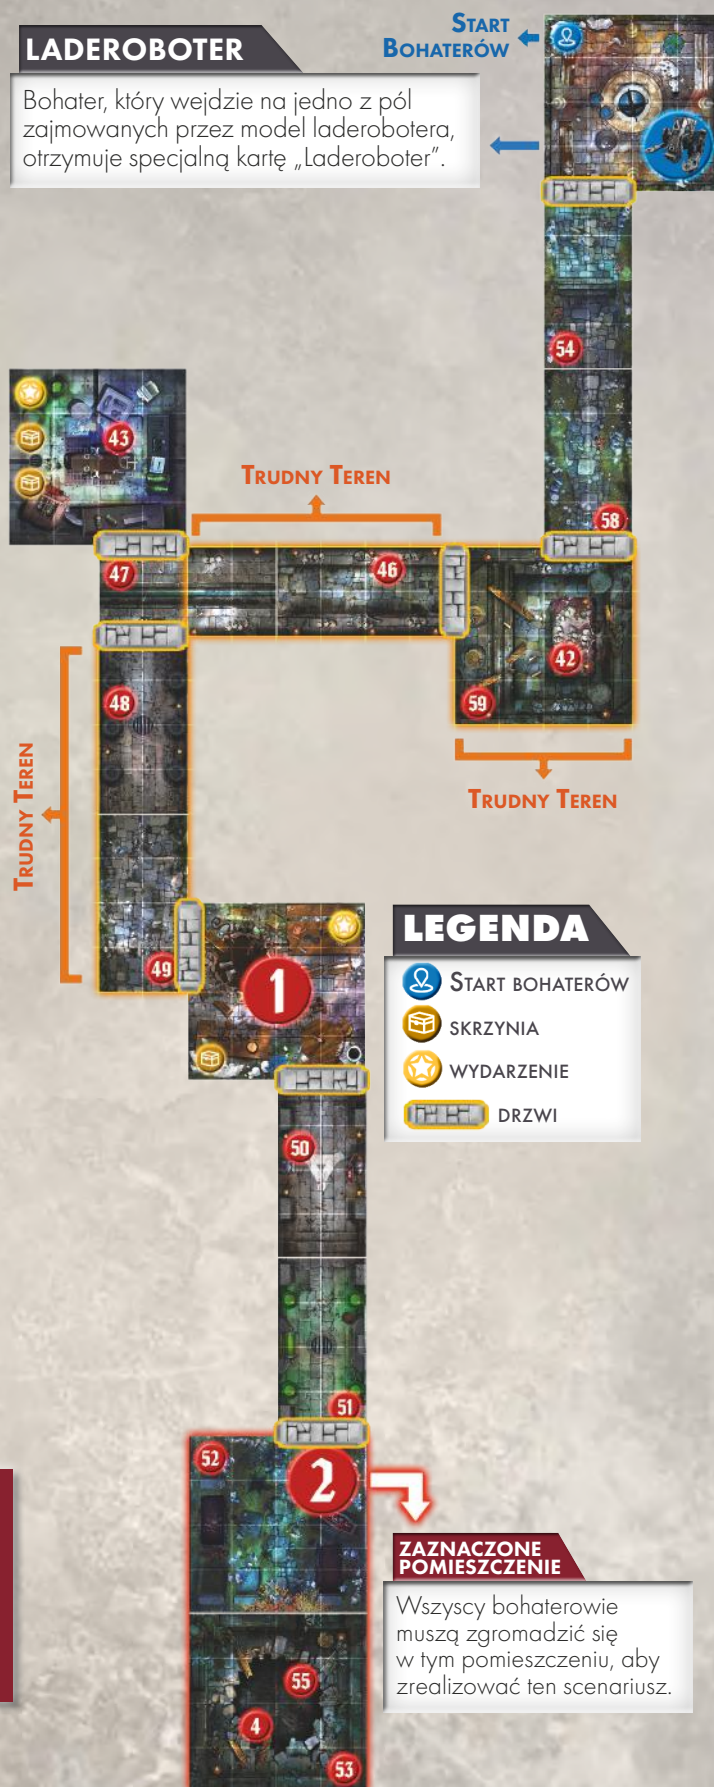 START
BOHATERÓW
LADEROBOTER
Bohater, który wejdzie na jedno z pól
zajmowanych przez model laderobotera,
otrzymuje specjalną kartę „Laderoboter”.
54
58
43
TRUDNY TEREN
47
46
42
59
TRUDNY TEREN
48
TRUDNY TEREN
49
1
LEGENDA
START BOHATERÓW
SKRZYNIA
WYDARZENIE
DRZWI
50
51
52
2
ZAZNACZONE
POMIESZCZENIE
Wszyscy bohaterowie
muszą zgromadzić się
w tym pomieszczeniu, aby
zrealizować ten scenariusz.
55
4
53